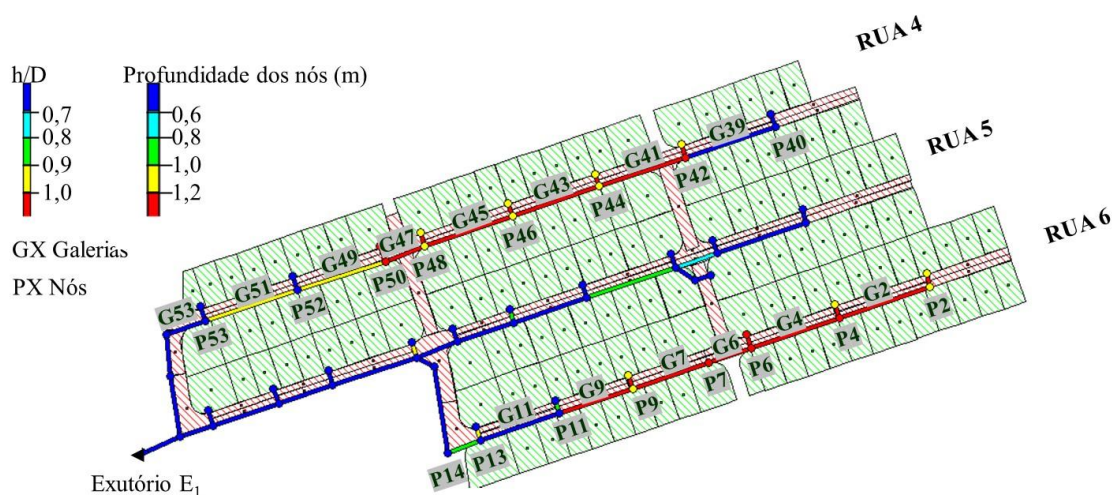 RUA 4
RUA 5
RUA 6
h/D
0,7
0,8
0,9
1,0
Profundidade dos nós (m)
0,6
0,8
1,0
1,2
GX Galerias
PX Nós
G39
P40
G41
P42
G43
P44
G45
P46
G47
P48
G49
P50
G51
P52
G53
P53
G2
P2
G4
P4
G6
P6
G7
P7
G9
P9
G11
P11
P13
P14
Exutório E1